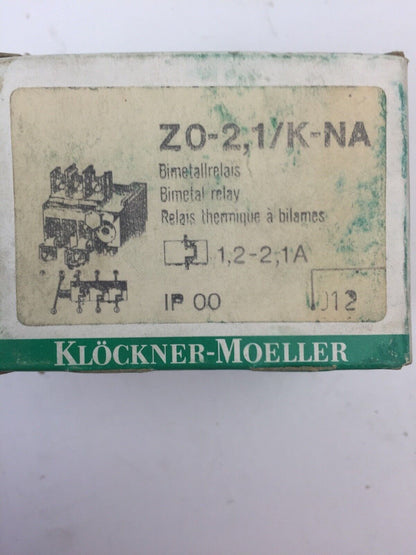 ZO-2,1/K-NA
Bimetallrelais
Bimetal relay
Relais thermique à bilames
1,2-2,1A
IP 00
012
KLÖCKNER-MOELLER